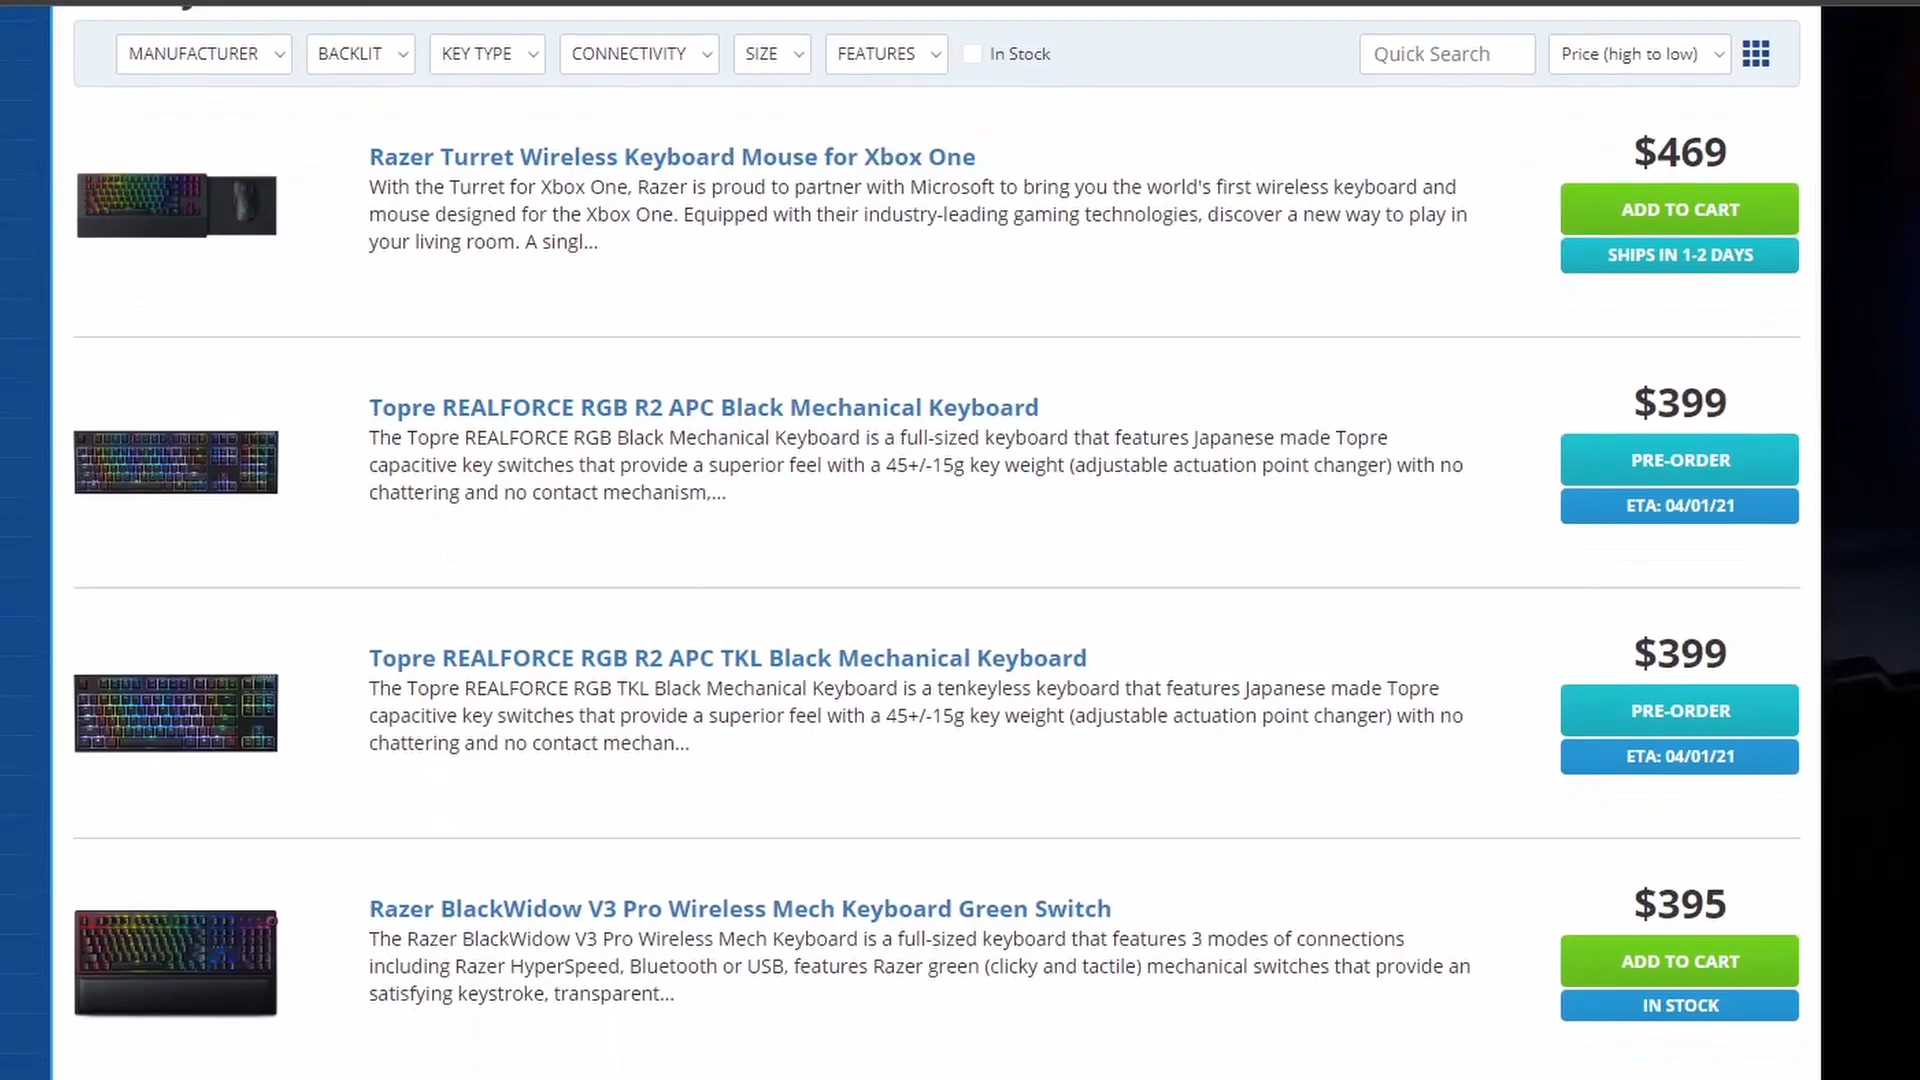 MANUFACTURER BACKLIT KEY TYPE CONNECTIVITY SIZE FEATURES In Stock Quick Search Price (high to low)
Razer Turret Wireless Keyboard Mouse for Xbox One
With the Turret for Xbox One, Razer is proud to partner with Microsoft to bring you the world's first wireless keyboard and
mouse designed for the Xbox One. Equipped with their industry-leading gaming technologies, discover a new way to play in
your living room. A singl...
$469
ADD TO CART
SHIPS IN 1-2 DAYS
Topre REALFORCE RGB R2 APC Black Mechanical Keyboard
The Topre REALFORCE RGB Black Mechanical Keyboard is a full-sized keyboard that features Japanese made Topre
capacitive key switches that provide a superior feel with a 45+/-15g key weight (adjustable actuation point changer) with no
chattering and no contact mechanism,...
$399
PRE-ORDER
ETA: 04/01/21
Topre REALFORCE RGB R2 APC TKL Black Mechanical Keyboard
The Topre REALFORCE RGB TKL Black Mechanical Keyboard is a tenkeyless keyboard that features Japanese made Topre
capacitive key switches that provide a superior feel with a 45+/-15g key weight (adjustable actuation point changer) with no
chattering and no contact mechan...
$399
PRE-ORDER
ETA: 04/01/21
Razer BlackWidow V3 Pro Wireless Mech Keyboard Green Switch
The Razer BlackWidow V3 Pro Wireless Mech Keyboard is a full-sized keyboard that features 3 modes of connections
including Razer HyperSpeed, Bluetooth or USB, features Razer green (clicky and tactile) mechanical switches that provide an
satisfying keystroke, transparent...
$395
ADD TO CART
IN STOCK